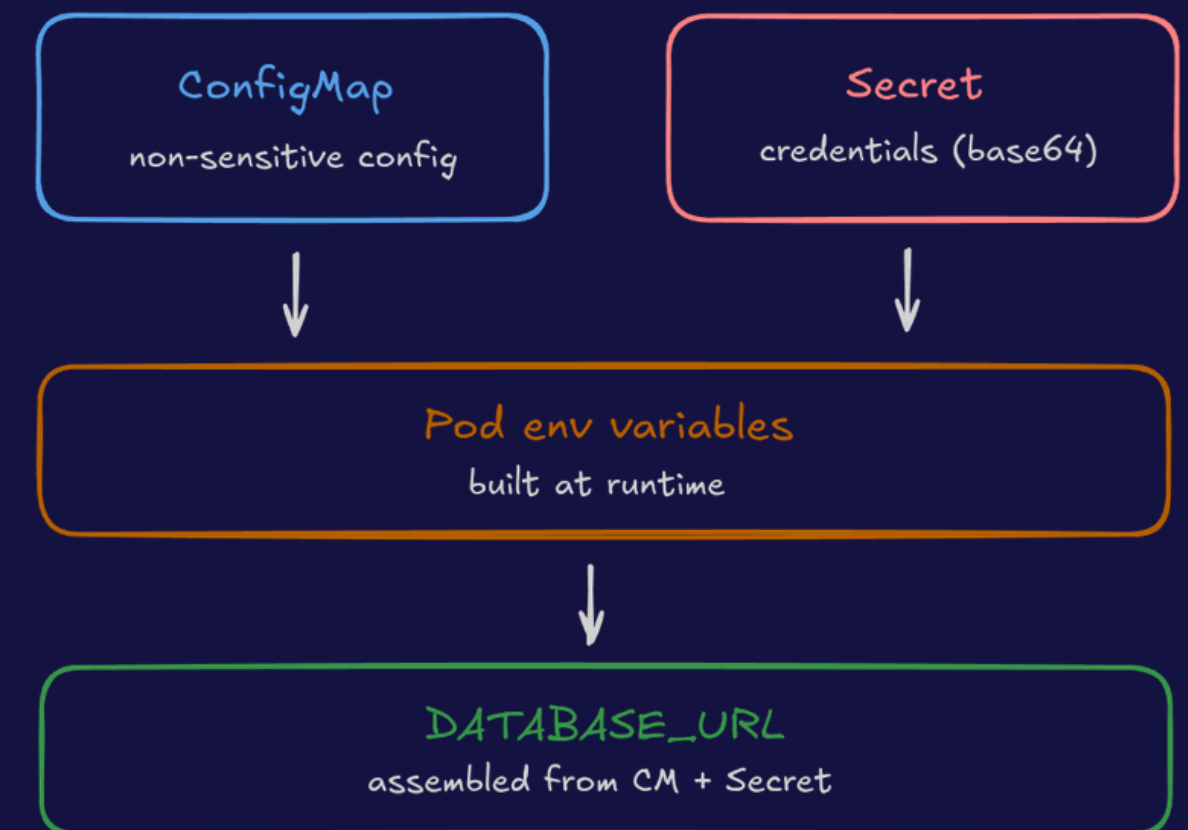 ConfigMap
non-sensitive config
Secret
credentials (base64)
Pod env variables
built at runtime
DATABASE_URL
assembled from CM + Secret